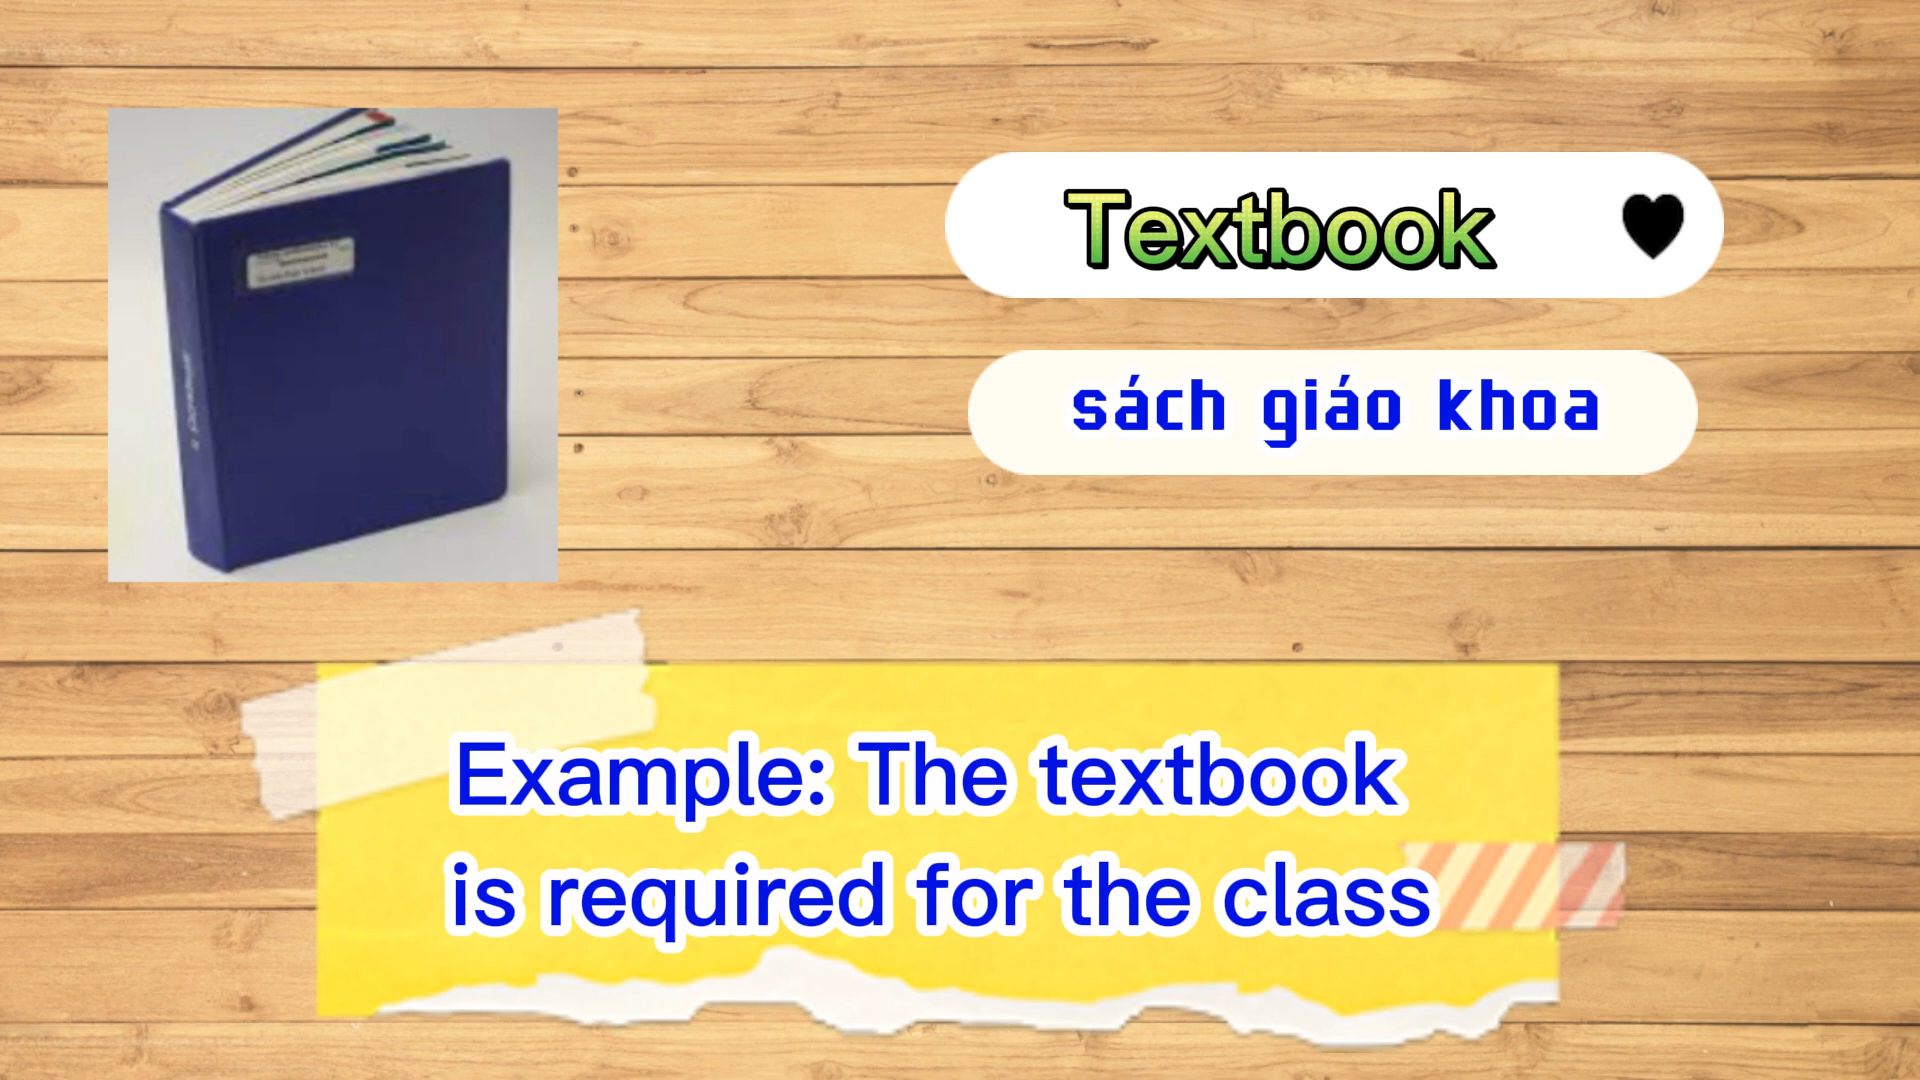 Textbook
sách giáo khoa
Example: The textbook
is required for the class